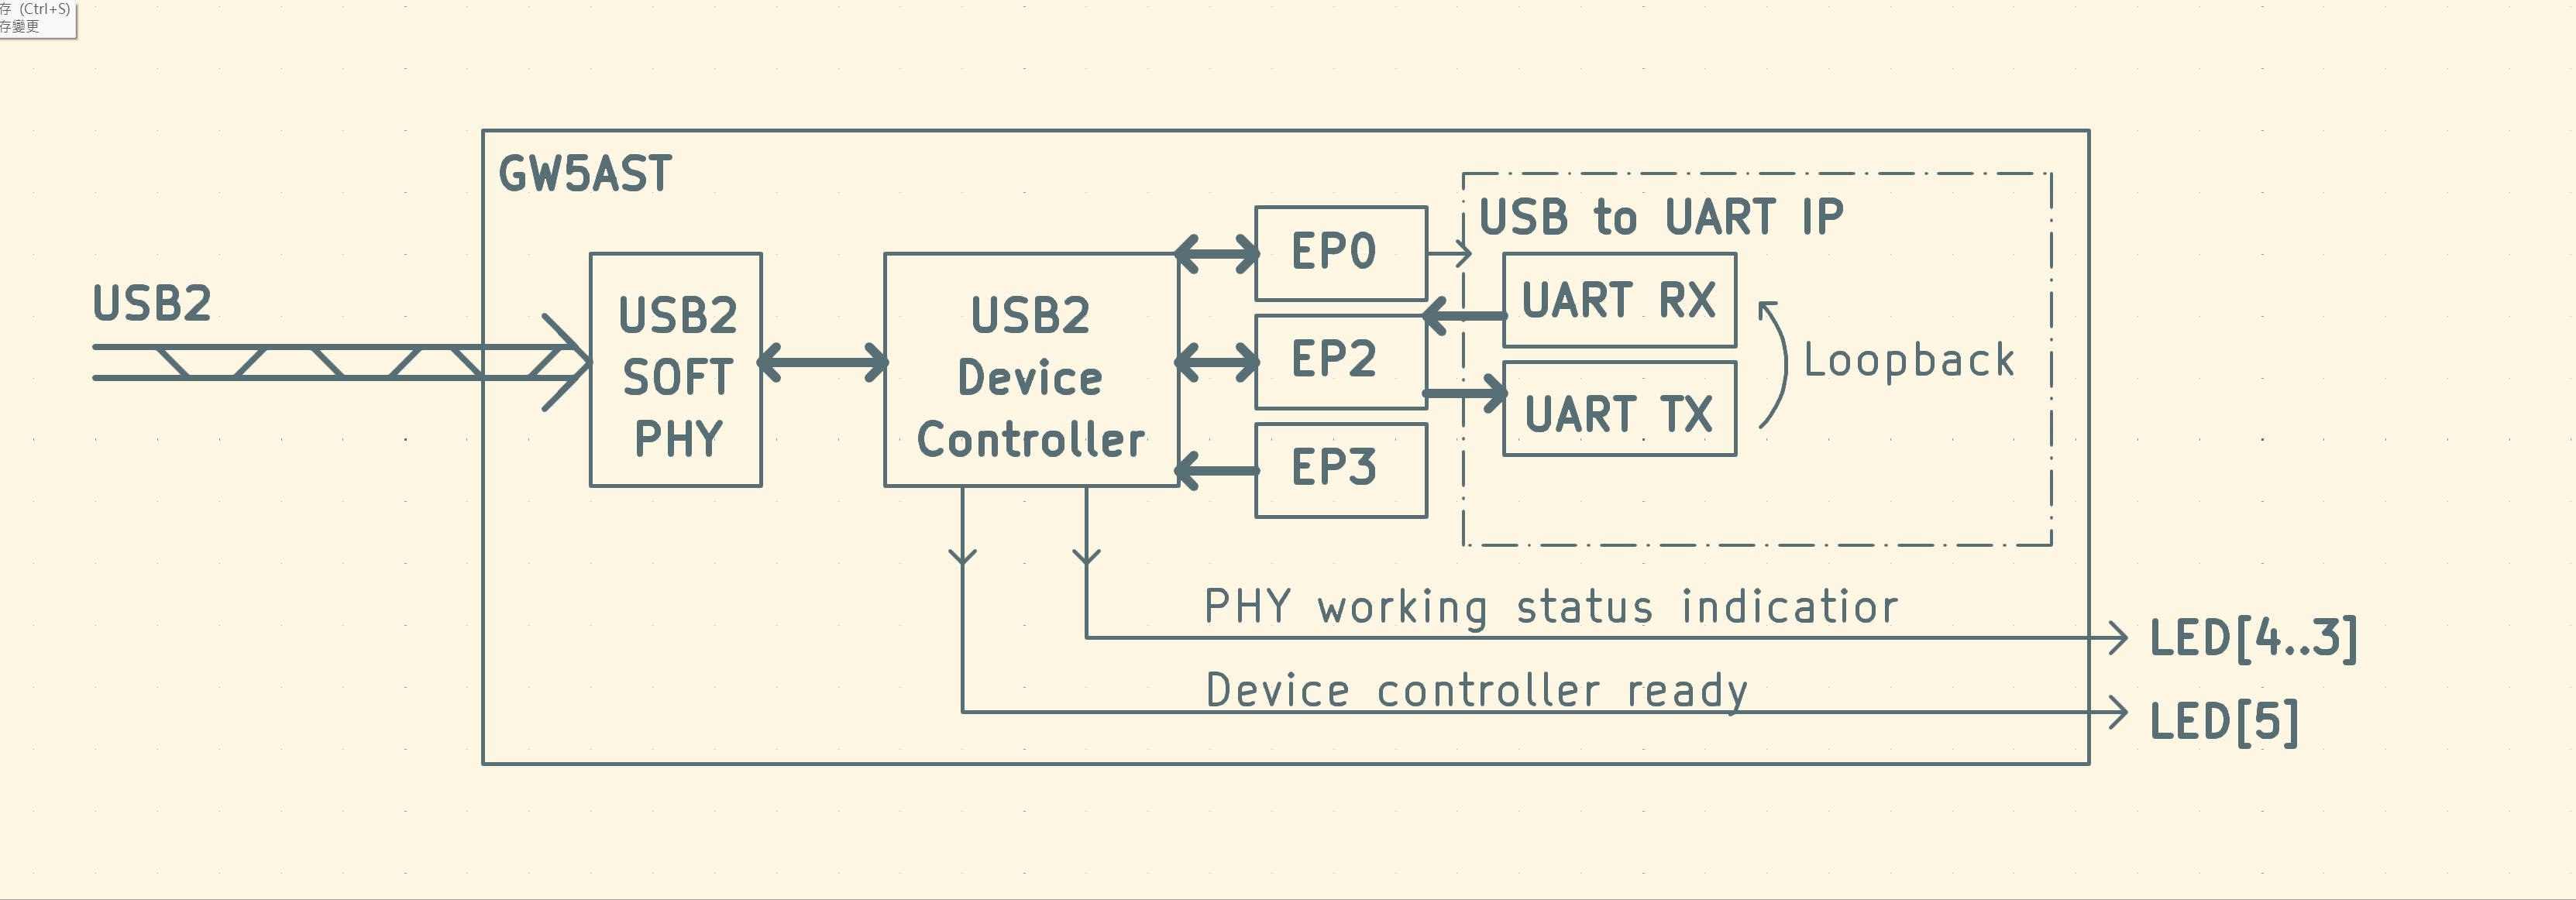 存 (Ctrl+S)
存變更
GW5AST
USB to UART IP
EP0
USB2
USB2
SOFT
PHY
USB2
Device
Controller
UART RX
EP2
Loopback
UART TX
EP3
PHY working status indicatior
LED[4..3]
Device controller ready
LED[5]